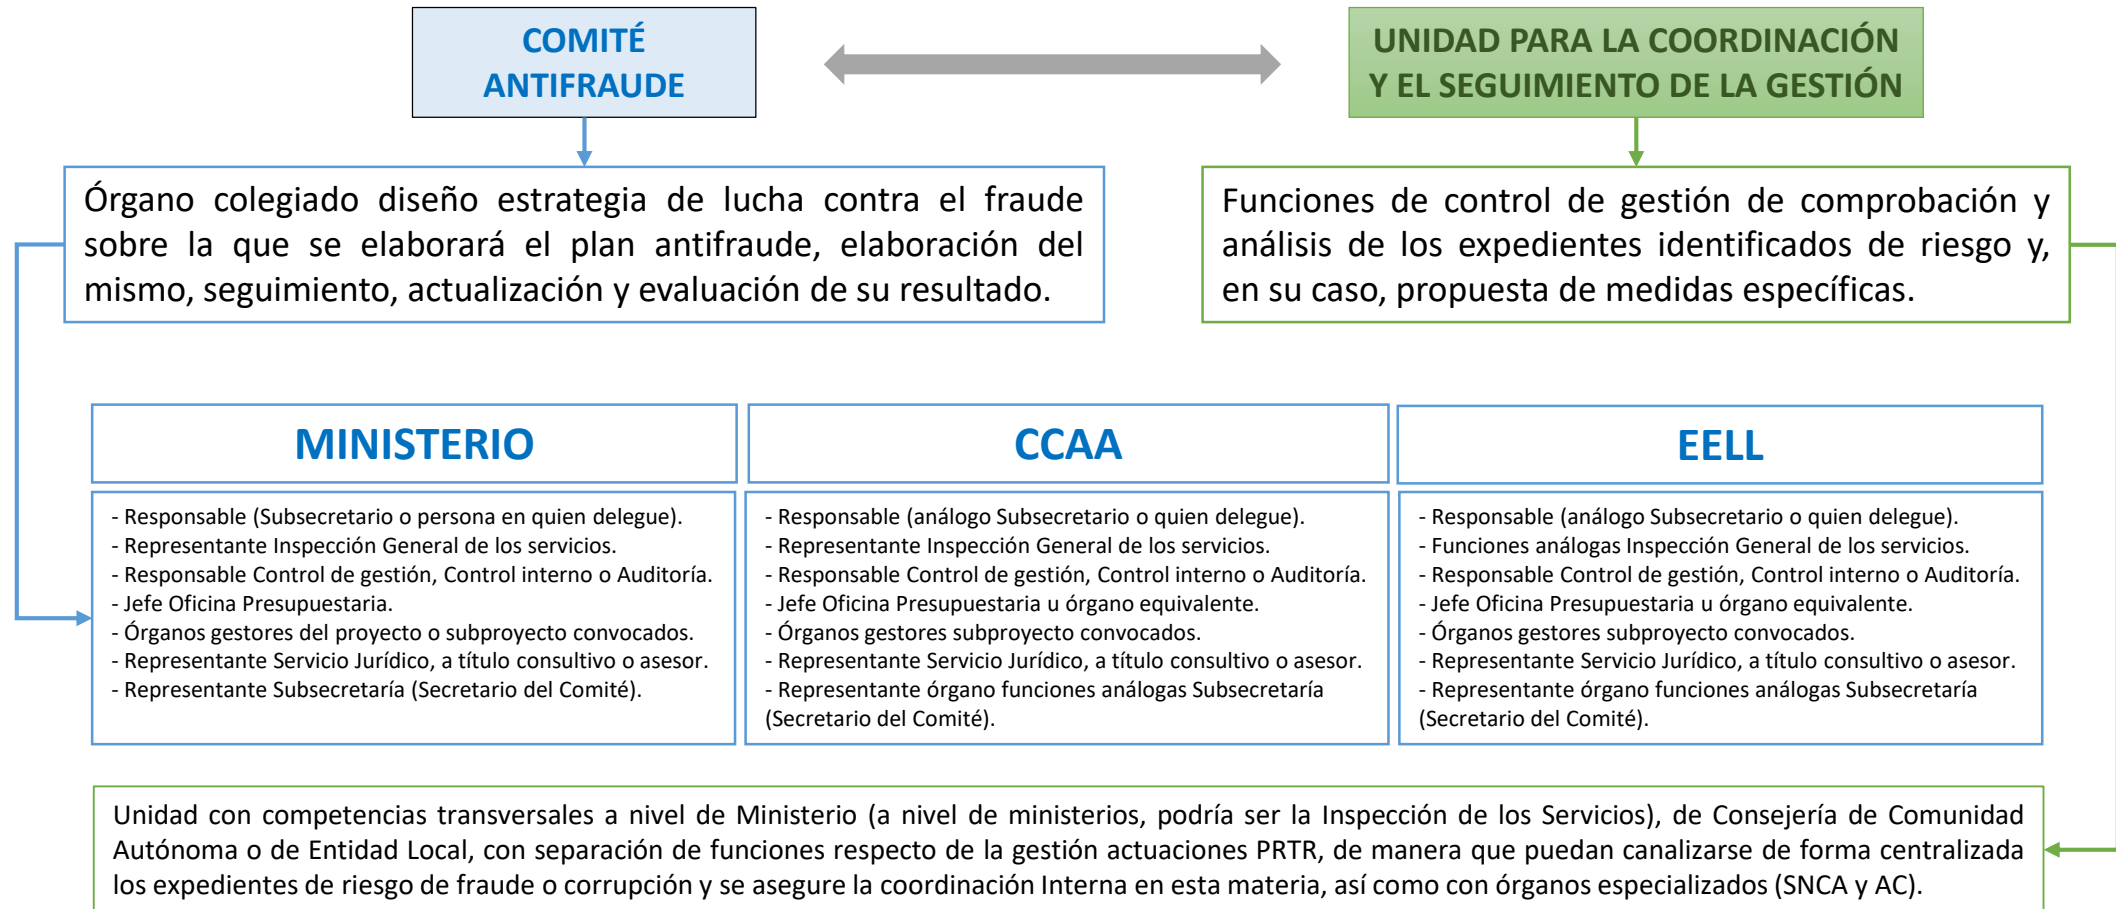 COMITÉ
ANTIFRAUDE
UNIDAD PARA LA COORDINACIÓN
Y EL SEGUIMIENTO DE LA GESTIÓN
Órgano colegiado diseño estrategia de lucha contra el fraude
sobre la que se elaborará el plan antifraude, elaboración del
mismo, seguimiento, actualización y evaluación de su resultado.
Funciones de control de gestión de comprobación y
análisis de los expedientes identificados de riesgo y,
en su caso, propuesta de medidas específicas.
MINISTERIO
- Responsable (Subsecretario o persona en quien delegue).
- Representante Inspección General de los servicios.
- Responsable Control de gestión, Control interno o Auditoría.
- Jefe Oficina Presupuestaria.
- Órganos gestores del proyecto o subproyecto convocados.
- Representante Servicio Jurídico, a título consultivo o asesor.
- Representante Subsecretaría (Secretario del Comité).
CCAA
- Responsable (análogo Subsecretario o quien delegue).
- Representante Inspección General de los servicios.
- Responsable Control de gestión, Control interno o Auditoría.
- Jefe Oficina Presupuestaria u órgano equivalente.
- Órganos gestores subproyecto convocados.
- Representante Servicio Jurídico, a título consultivo o asesor.
- Representante órgano funciones análogas Subsecretaría
(Secretario del Comité).
EELL
- Responsable (análogo Subsecretario o quien delegue).
- Funciones análogas Inspección General de los servicios.
- Responsable Control de gestión, Control interno o Auditoría.
- Jefe Oficina Presupuestaria u órgano equivalente.
- Órganos gestores subproyecto convocados.
- Representante Servicio Jurídico, a título consultivo o asesor.
- Representante órgano funciones análogas Subsecretaría
(Secretario del Comité).
Unidad con competencias transversales a nivel de Ministerio (a nivel de ministerios, podría ser la Inspección de los Servicios), de Consejería de Comunidad
Autónoma o de Entidad Local, con separación de funciones respecto de la gestión actuaciones PRTR, de manera que puedan canalizarse de forma centralizada
los expedientes de riesgo de fraude o corrupción y se asegure la coordinación Interna en esta materia, así como con órganos especializados (SNCA y AC).